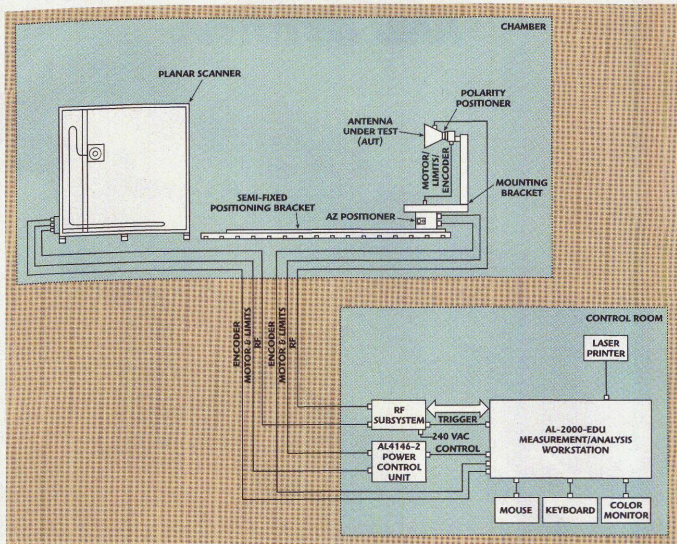 CHAMBER
PLANAR SCANNER
POLARITY
POSITIONER
ANTENNA
UNDER TEST
(AUT)
MOTOR/
LIMITS/
ENCODER
MOUNTING
BRACKET
SEMI-FIXED
POSITIONING BRACKET
AZ POSITIONER
ENCODER
MOTOR & LIMITS
RF
ENCODER
MOTOR & LIMITS
RF
CONTROL ROOM
LASER
PRINTER
RF
SUBSYSTEM
TRIGGER
240 VAC
AL4146-2
POWER
CONTROL
UNIT
CONTROL
AL-2000-EDU
MEASUREMENT/ANALYSIS
WORKSTATION
MOUSE
KEYBOARD
COLOR
MONITOR